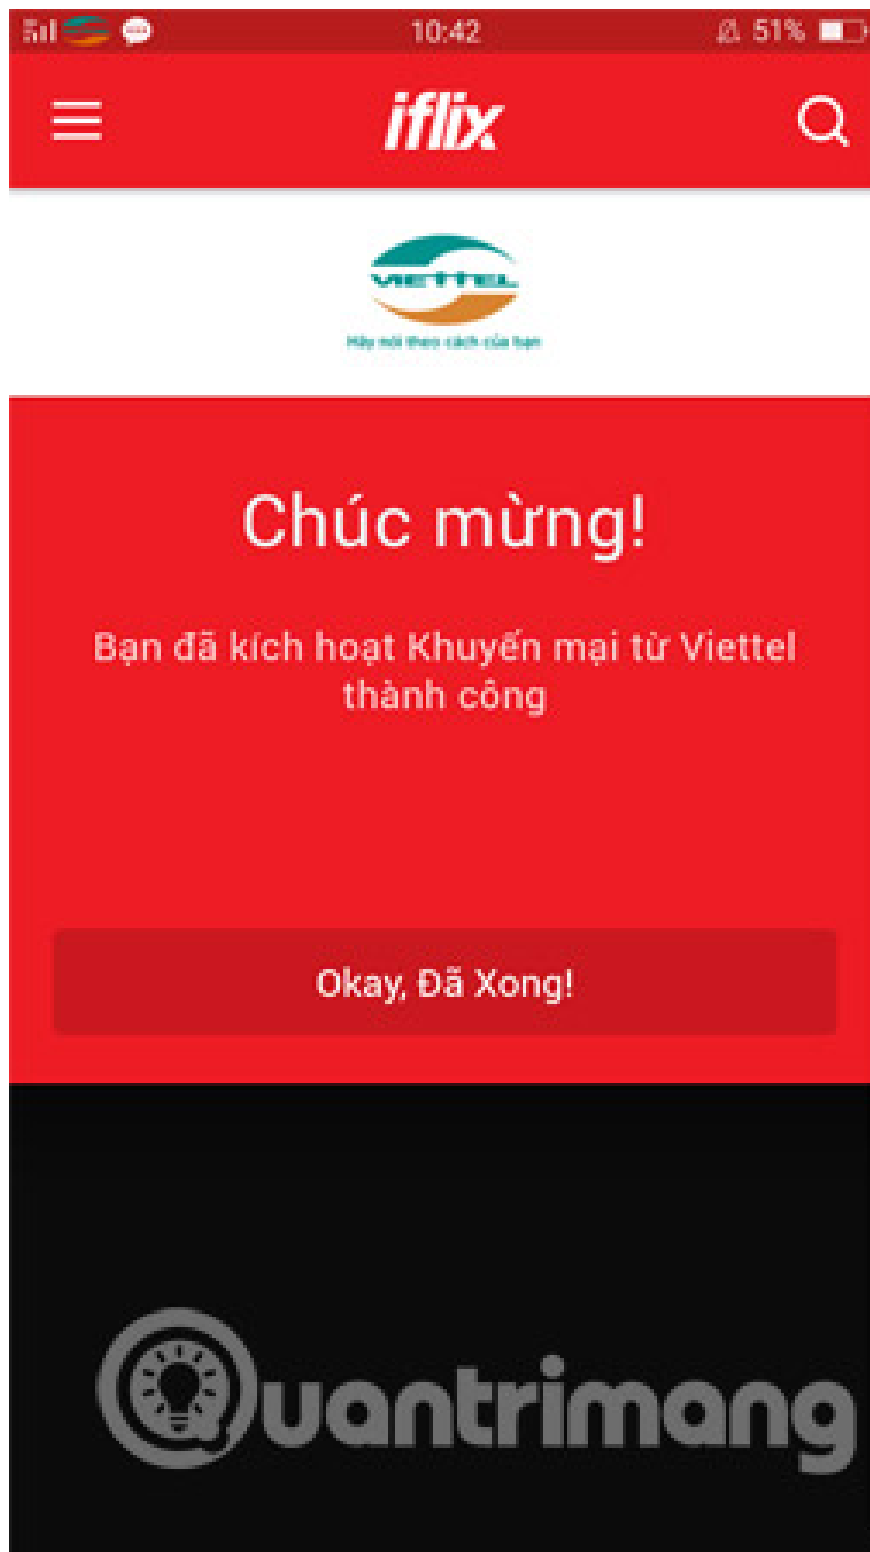 10:42
51%
iflix
VIETTEL
Hãy nói theo cách của bạn
Chúc mừng!
Bạn đã kích hoạt Khuyến mại từ Viettel
thành công
Okay, Đã Xong!
Quantrimang